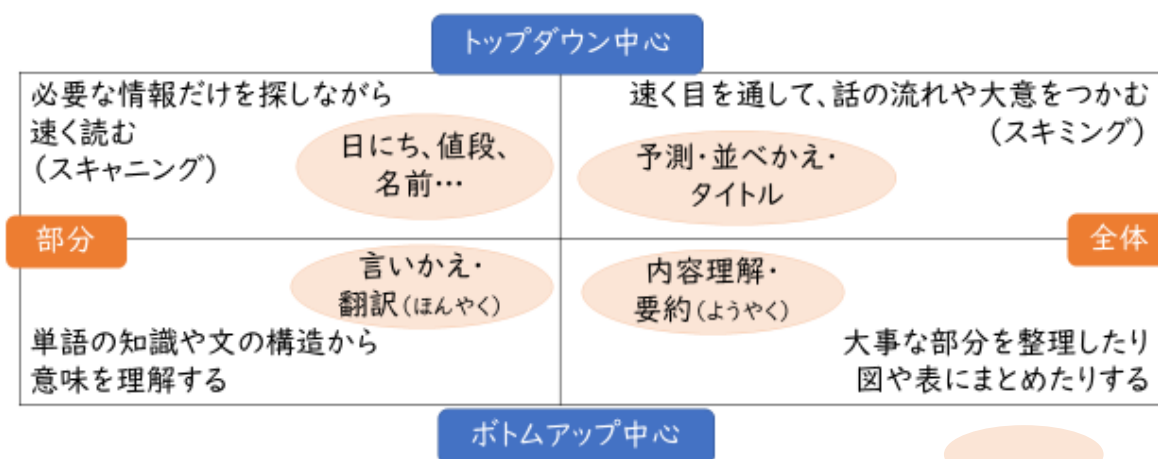 トップダウン中心
必要な情報だけを探しながら
速く読む
(スキャニング)
日にち、値段、
名前…
速く目を通して、話の流れや大意をつかむ
(スキミング)
予測・並べかえ・
タイトル
部分
全体
言いかえ・
翻訳(ほんやく)
単語の知識や文の構造から
意味を理解する
内容理解・
要約(ようやく)
大事な部分を整理したり
図や表にまとめたりする
ボトムアップ中心